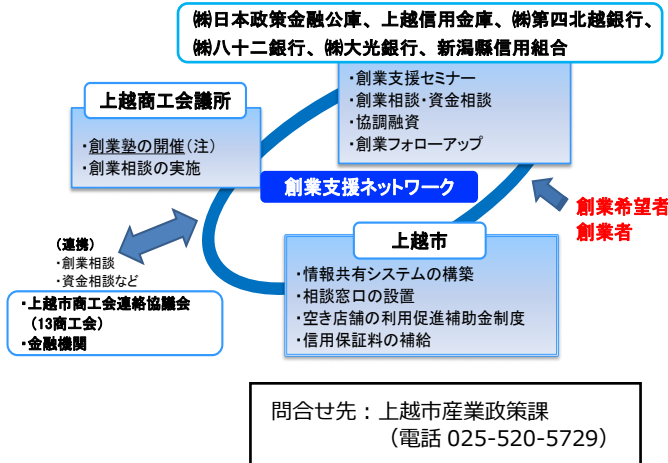 ㈱日本政策金融公庫、上越信用金庫、㈱第四北越銀行、
㈱八十二銀行、㈱大光銀行、新潟縣信用組合
・創業支援セミナー
・創業相談・資金相談
・協調融資
・創業フォローアップ
上越商工会議所
・創業塾の開催(注)
・創業相談の実施
創業支援ネットワーク
創業希望者
創業者
上越市
・情報共有システムの構築
・相談窓口の設置
・空き店舗の利用促進補助金制度
・信用保証料の補給
(連携)
・創業相談
・資金相談など
・上越市商工会連絡協議会
(13商工会)
・金融機関
問合せ先：上越市産業政策課
（電話 025-520-5729）